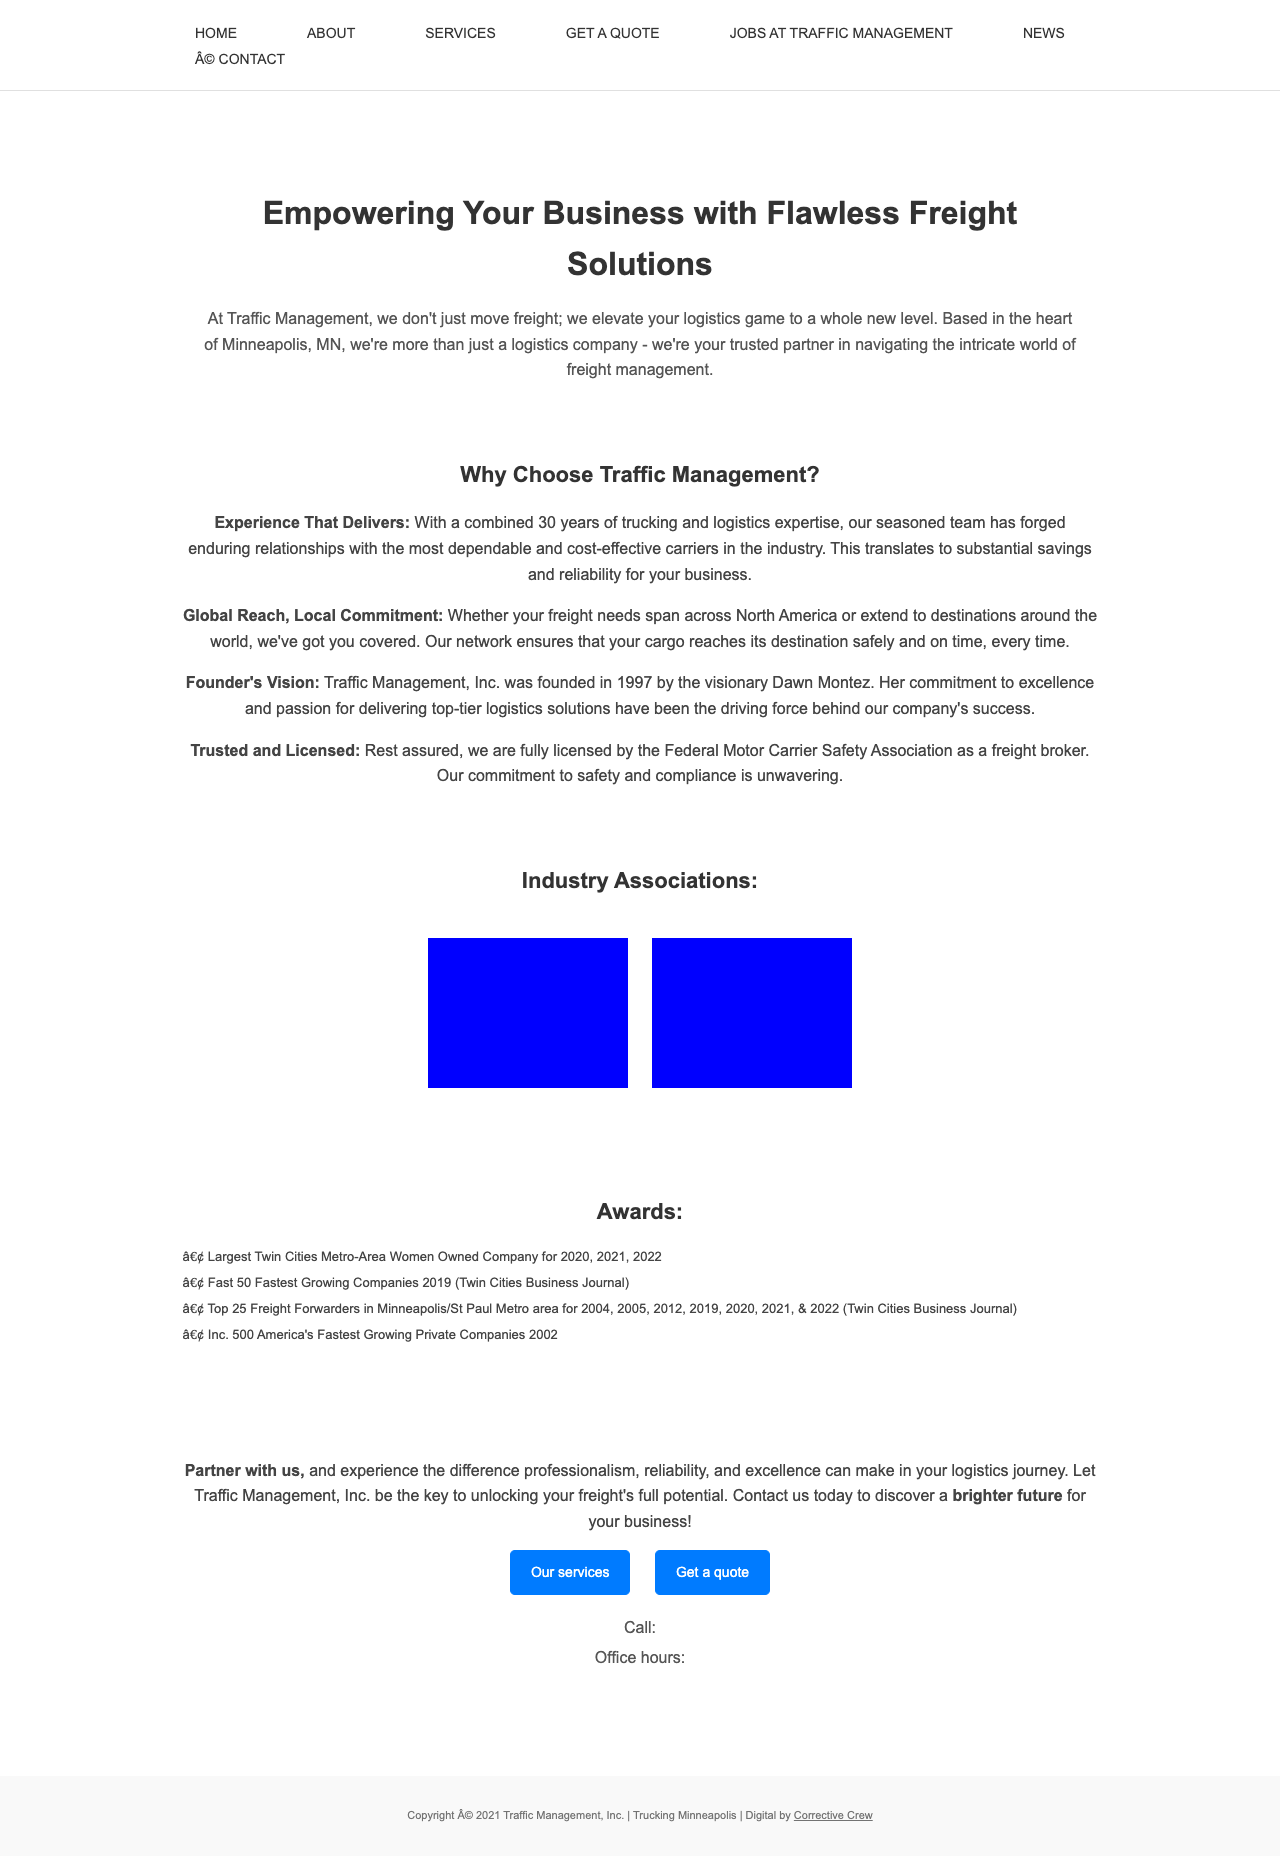 HOME ABOUT SERVICES GET A QUOTE JOBS AT TRAFFIC MANAGEMENT NEWS
Â© CONTACT
Empowering Your Business with Flawless Freight
Solutions
At Traffic Management, we don't just move freight; we elevate your logistics game to a whole new level. Based in the heart
of Minneapolis, MN, we're more than just a logistics company - we're your trusted partner in navigating the intricate world of
freight management.
Why Choose Traffic Management?
Experience That Delivers: With a combined 30 years of trucking and logistics expertise, our seasoned team has forged
enduring relationships with the most dependable and cost-effective carriers in the industry. This translates to substantial savings
and reliability for your business.
Global Reach, Local Commitment: Whether your freight needs span across North America or extend to destinations around the
world, we've got you covered. Our network ensures that your cargo reaches its destination safely and on time, every time.
Founder's Vision: Traffic Management, Inc. was founded in 1997 by the visionary Dawn Montez. Her commitment to excellence
and passion for delivering top-tier logistics solutions have been the driving force behind our company's success.
Trusted and Licensed: Rest assured, we are fully licensed by the Federal Motor Carrier Safety Association as a freight broker.
Our commitment to safety and compliance is unwavering.
Industry Associations:
Awards:
â€¢ Largest Twin Cities Metro-Area Women Owned Company for 2020, 2021, 2022
â€¢ Fast 50 Fastest Growing Companies 2019 (Twin Cities Business Journal)
â€¢ Top 25 Freight Forwarders in Minneapolis/St Paul Metro area for 2004, 2005, 2012, 2019, 2020, 2021, & 2022 (Twin Cities Business Journal)
â€¢ Inc. 500 America's Fastest Growing Private Companies 2002
Partner with us, and experience the difference professionalism, reliability, and excellence can make in your logistics journey. Let
Traffic Management, Inc. be the key to unlocking your freight's full potential. Contact us today to discover a brighter future for
your business!
Our services Get a quote
Call:
Office hours:
Copyright Â© 2021 Traffic Management, Inc. | Trucking Minneapolis | Digital by Corrective Crew